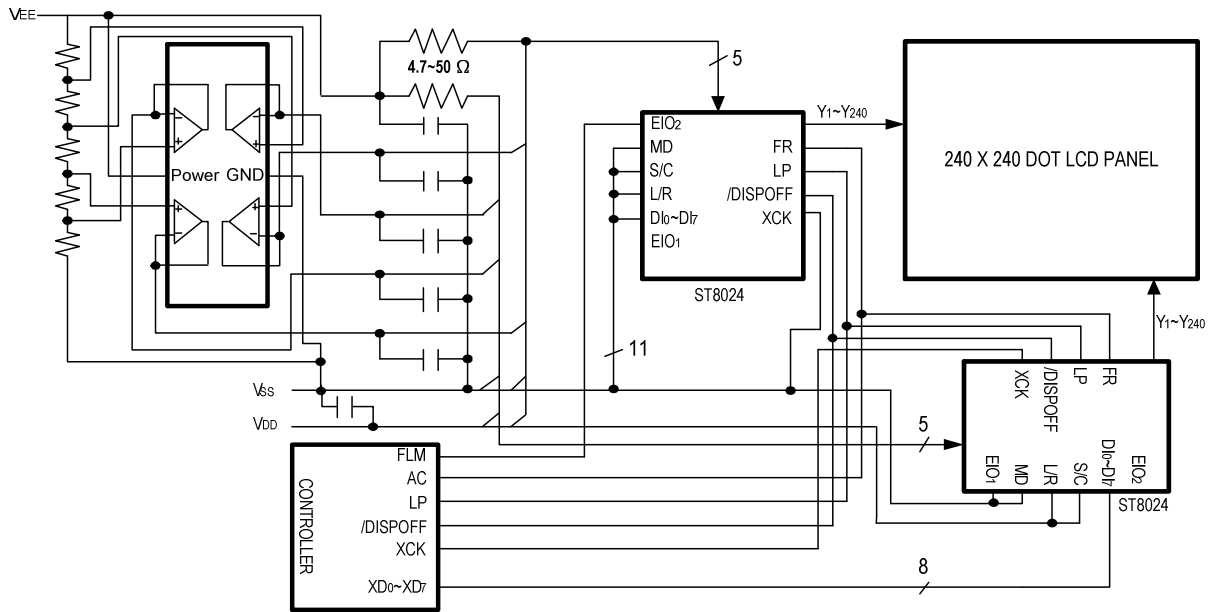 VEE
4.7~50 Ω
5
Power GND
EIO2
MD
S/C
L/R
DI0~DI7
EIO1
FR
LP
/DISPOFF
XCK
ST8024
Y1~Y240
240 X 240 DOT LCD PANEL
Y1~Y240
11
VSS
VDD
5
XCK
/DISPOFF
LP
FR
EIO1
MD
L/R
S/C
DI0~DI7
EIO2
ST8024
CONTROLLER
FLM
AC
LP
/DISPOFF
XCK
XD0~XD7
8